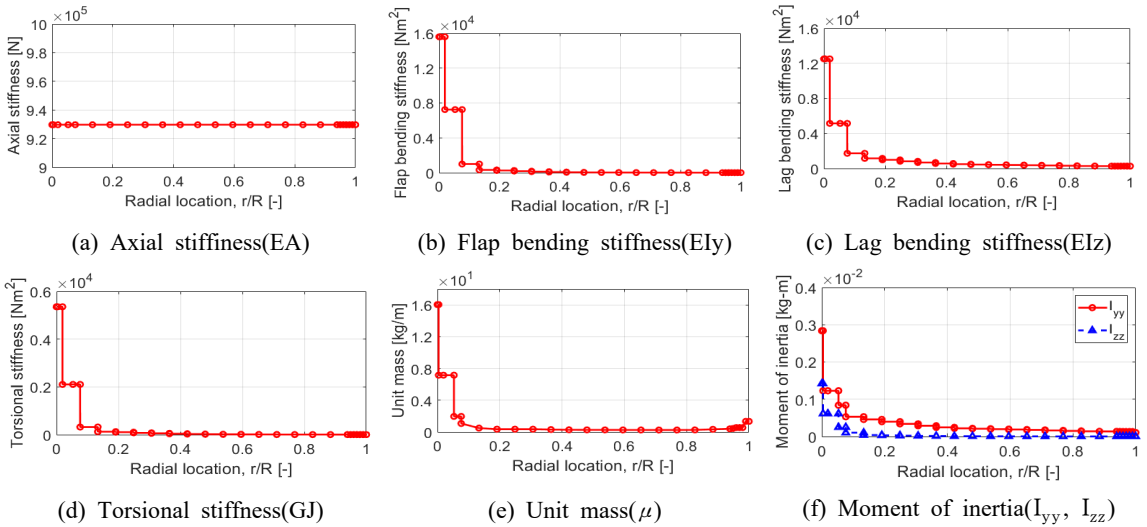 ×10^5
Axial stiffness [N]
10
9.8
9.6
9.4
9.2
9
0 0.2 0.4 0.6 0.8 1
Radial location, r/R [-]
(a) Axial stiffiness(EA)
×10^4
Flap bending stiffness [Nm^2]
1.6
1.2
0.8
0.4
0
0 0.2 0.4 0.6 0.8 1
Radial location, r/R [-]
(b) Flap bending stiffness(EIy)
×10^4
Lag bending stiffness [Nm^2]
1.6
1.2
0.8
0.4
0
0 0.2 0.4 0.6 0.8 1
Radial location, r/R [-]
(c) Lag bending stiffness(EIz)
×10^4
Torsional stiffness [Nm^2]
0.6
0.4
0.2
0
0 0.2 0.4 0.6 0.8 1
Radial location, r/R [-]
(d) Torsional stiffness(GJ)
×10^1
Unit mass [kg/m]
1.6
1.2
0.8
0.4
0
0 0.2 0.4 0.6 0.8 1
Radial location, r/R [-]
(e) Unit mass(μ)
×10^-2
Moment of inertia [kg-m]
0.4
0.3
0.2
0.1
0
I_yy
I_zz
0 0.2 0.4 0.6 0.8 1
Radial location, r/R [-]
(f) Moment of inertia(I_yy, I_zz)